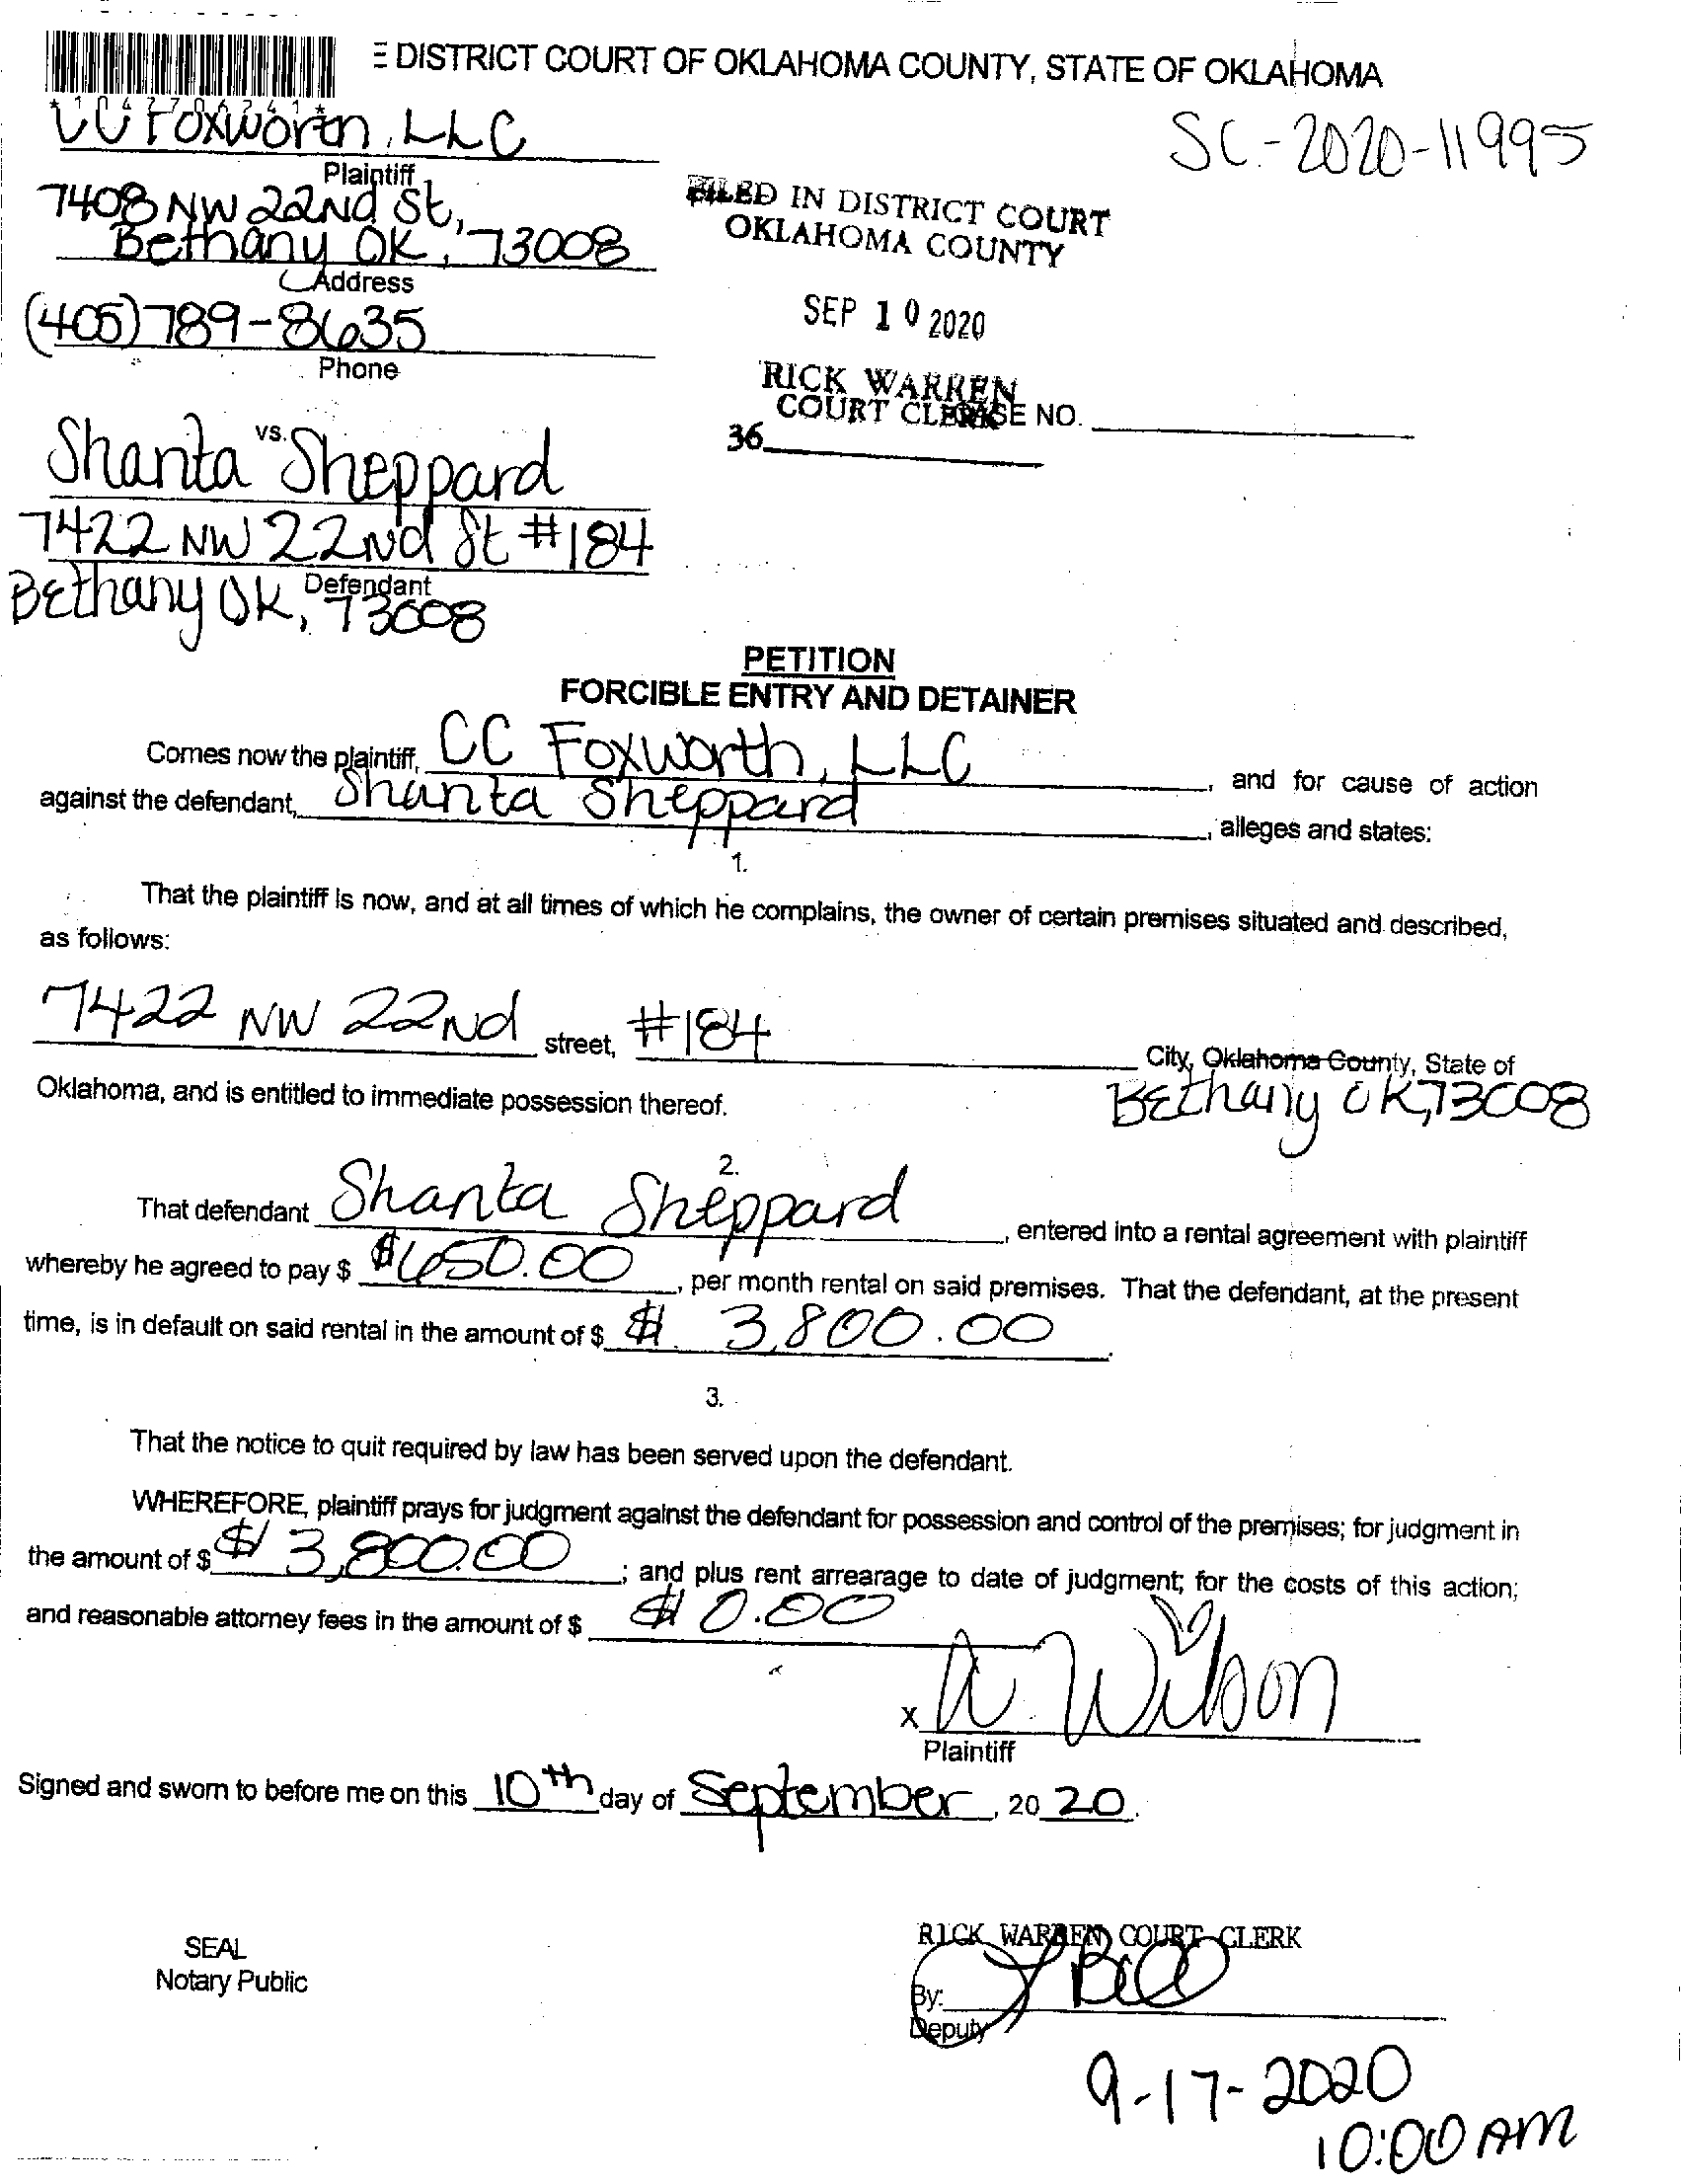 E DISTRICT COURT OF OKLAHOMA COUNTY, STATE OF OKLAHOMA
*1047706241*
CC Foxworth, LLC
SC-2020-11995
Plaintiff
7408 NW 22Nd St,
Bethany OK, 73008
Address
FILED IN DISTRICT COURT
OKLAHOMA COUNTY
(405)789-8635
Phone
SEP 10 2020
RICK WARREN
COURT CLERK
CASE NO.
36
vs.
Shanta Sheppard
7422 NW 22Nd St #184
Defendant
Bethany OK, 73008
PETITION
FORCIBLE ENTRY AND DETAINER
Comes now the plaintiff, CC Foxworth, LLC, and for cause of action
against the defendant, Shanta Sheppard, alleges and states:
1.
That the plaintiff is now, and at all times of which he complains, the owner of certain premises situated and described,
as follows:
7422 NW 22Nd street, #184 City, Oklahoma County, State of
Bethany OK, 73008
Oklahoma, and is entitled to immediate possession thereof.
2.
That defendant Shanta Sheppard, entered into a rental agreement with plaintiff
whereby he agreed to pay $ $650.00, per month rental on said premises. That the defendant, at the present
time, is in default on said rental in the amount of $ $ 3,800.00.
3.
That the notice to quit required by law has been served upon the defendant.
WHEREFORE, plaintiff prays for judgment against the defendant for possession and control of the premises; for judgment in
the amount of $ $ 3,800.00; and plus rent arrearage to date of judgment; for the costs of this action;
and reasonable attorney fees in the amount of $ $ 0.00
x A. Wilson
Plaintiff
Signed and sworn to before me on this 10th day of September, 20 20.
SEAL
Notary Public
RICK WARREN COURT CLERK
By:
Deputy
9-17-2020
10:00 AM